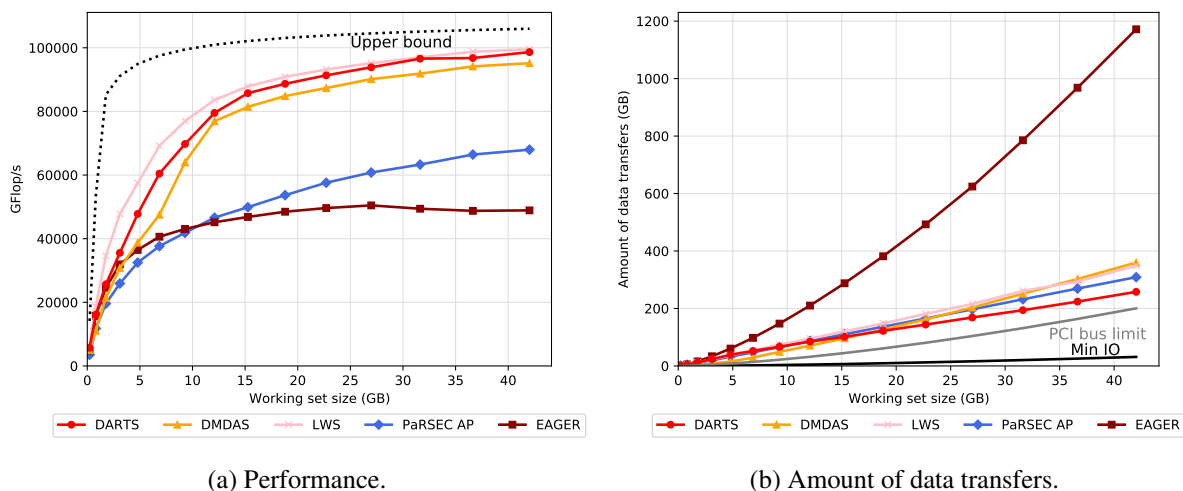 100000
80000
60000
40000
20000
0
GFlop/s
Upper bound
0 5 10 15 20 25 30 35 40
Working set size (GB)
DARTS DMDAS LWS PaRSEC AP EAGER
(a) Performance.
1200
1000
800
600
400
200
0
Amount of data transfers (GB)
PCI bus limit
Min IO
0 5 10 15 20 25 30 35 40
Working set size (GB)
DARTS DMDAS LWS PaRSEC AP EAGER
(b) Amount of data transfers.